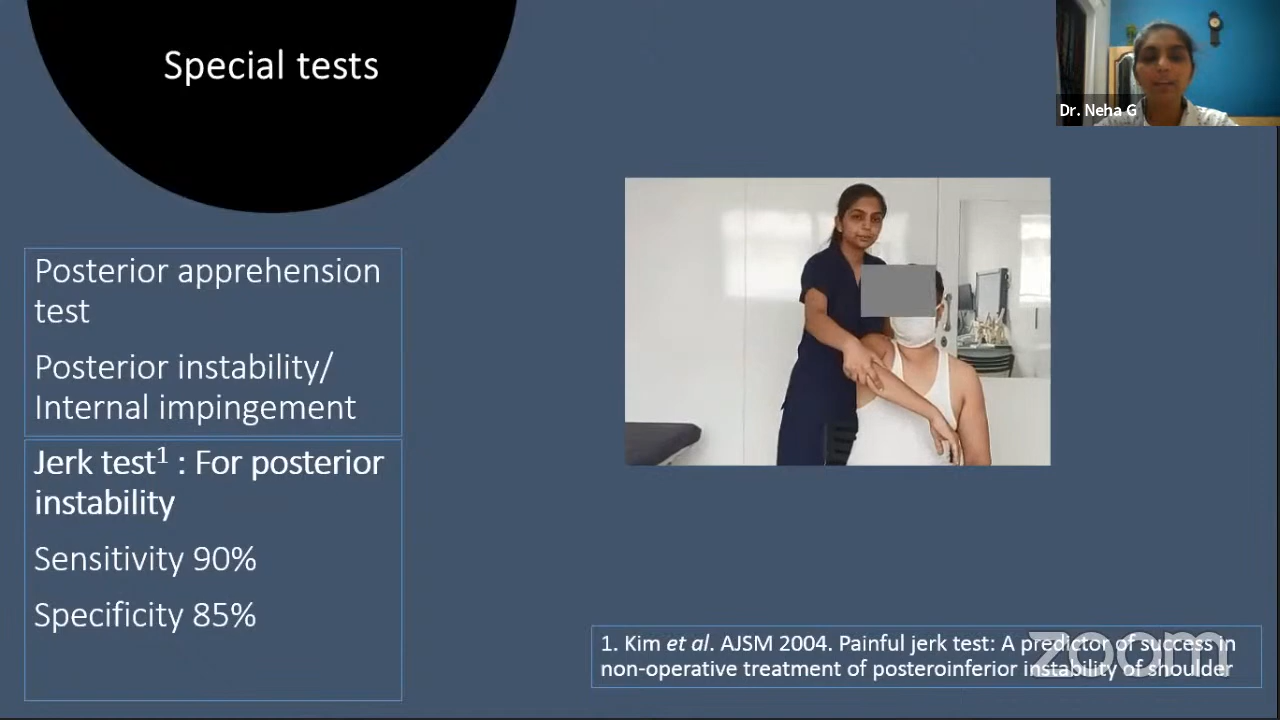 Special tests
Dr. Neha G
Posterior apprehension
test
Posterior instability/
Internal impingement
Jerk test¹ : For posterior
instability
Sensitivity 90%
Specificity 85%
1. Kim et al. AJSM 2004. Painful jerk test: A predictor of success in
non-operative treatment of posteroinferior instability of shoulder
zoom